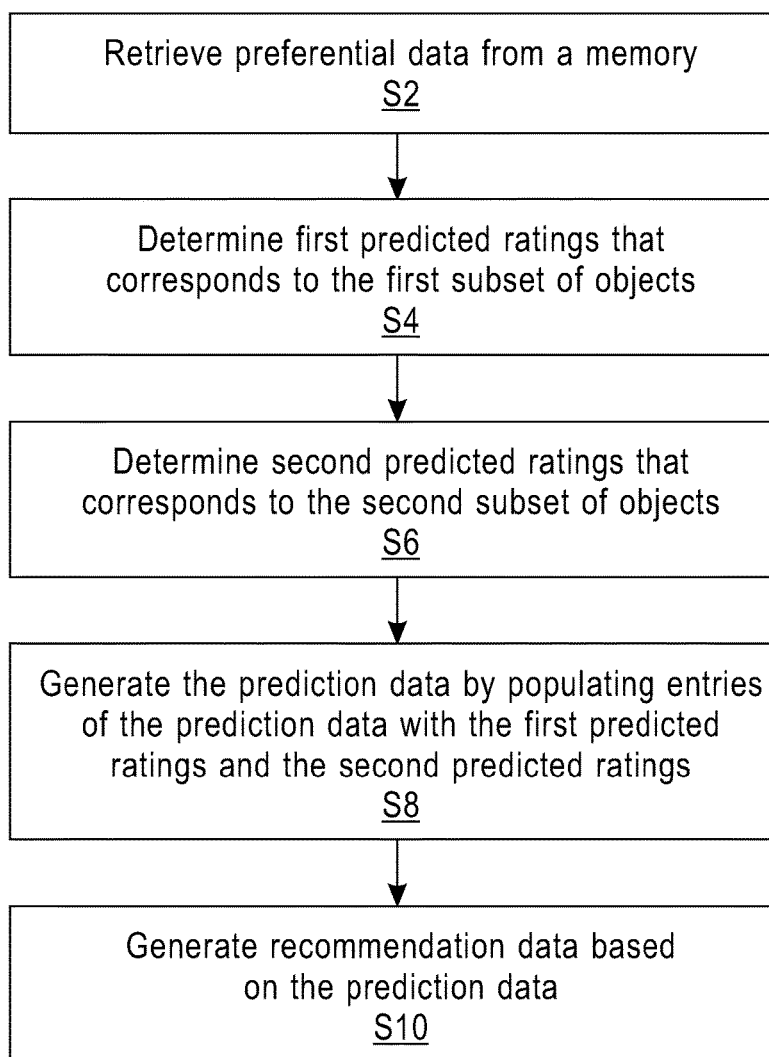 Retrieve preferential data from a memory
S2
Determine first predicted ratings that
corresponds to the first subset of objects
S4
Determine second predicted ratings that
corresponds to the second subset of objects
S6
Generate the prediction data by populating entries
of the prediction data with the first predicted
ratings and the second predicted ratings
S8
Generate recommendation data based
on the prediction data
S10